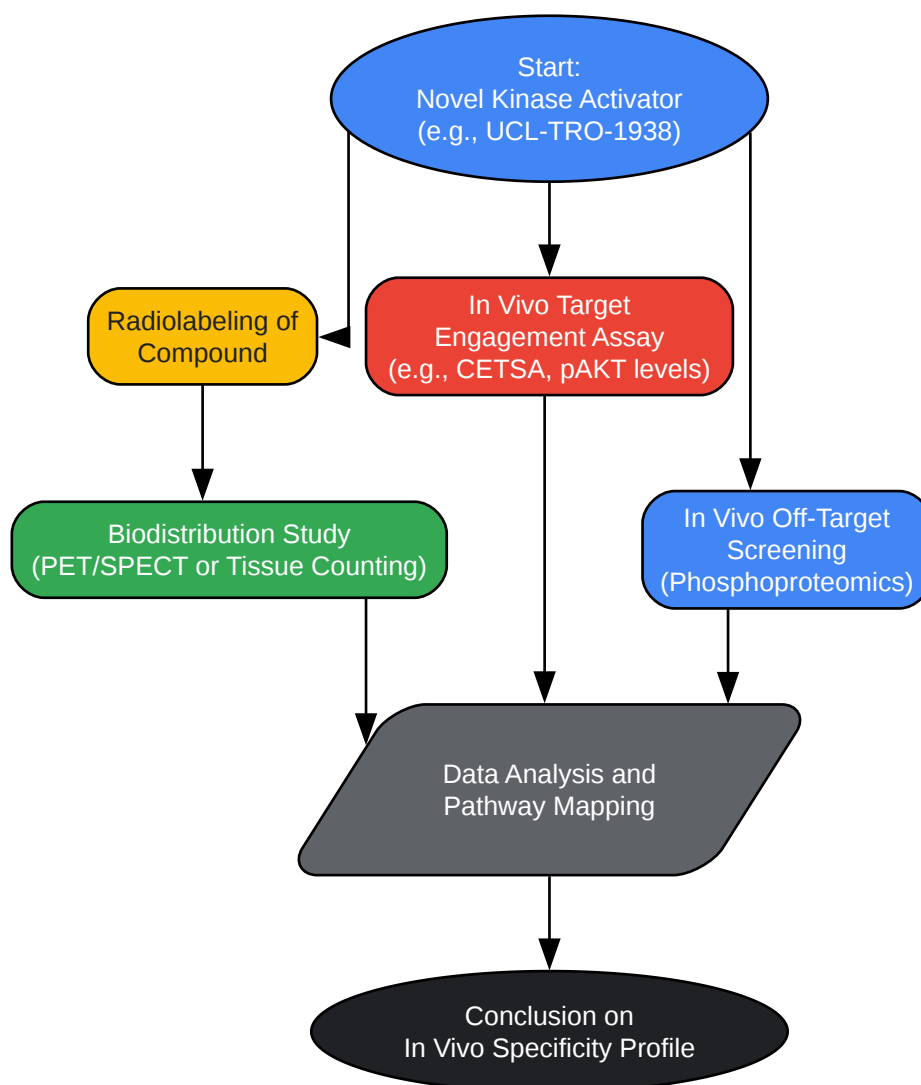 Start:
Novel Kinase Activator
(e.g., UCL-TRO-1938)
Radiolabeling of
Compound
In Vivo Target
Engagement Assay
(e.g., CETSA, pAKT levels)
Biodistribution Study
(PET/SPECT or Tissue Counting)
In Vivo Off-Target
Screening
(Phosphoproteomics)
Data Analysis and
Pathway Mapping
Conclusion on
In Vivo Specificity Profile